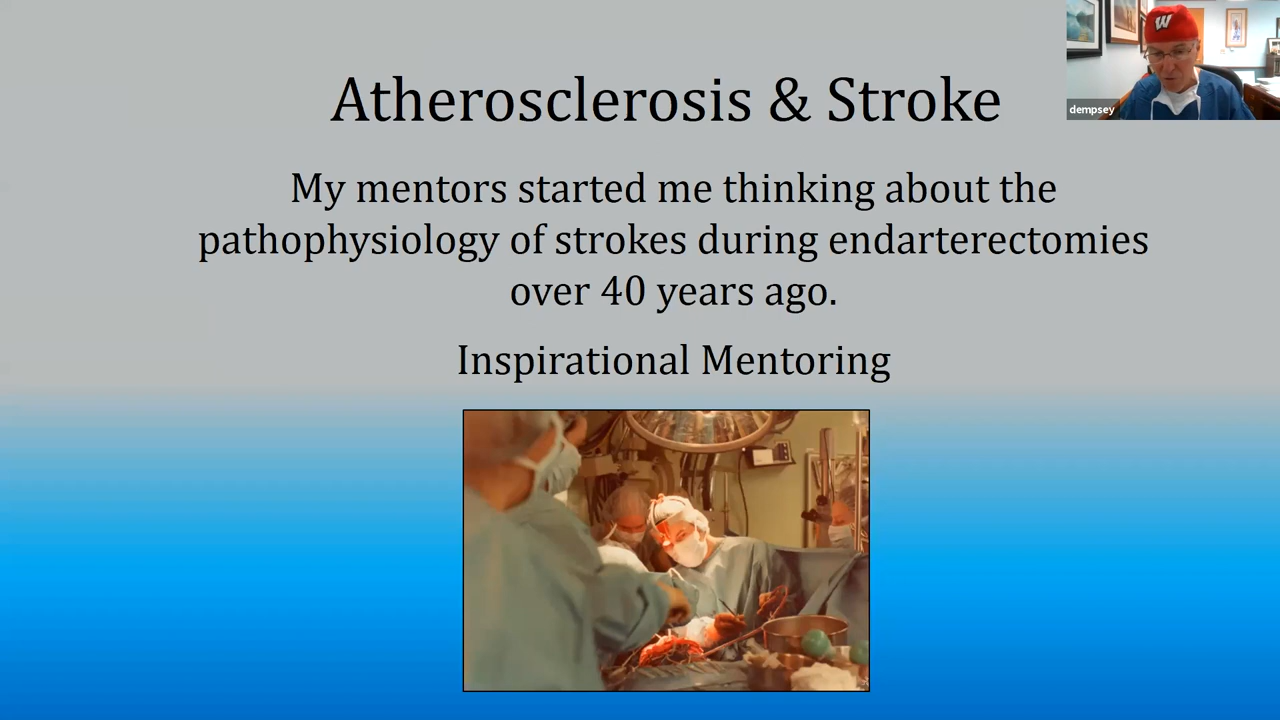 Atherosclerosis & Stroke
My mentors started me thinking about the
pathophysiology of strokes during endarterectomies
over 40 years ago.
Inspirational Mentoring
W
dempsey